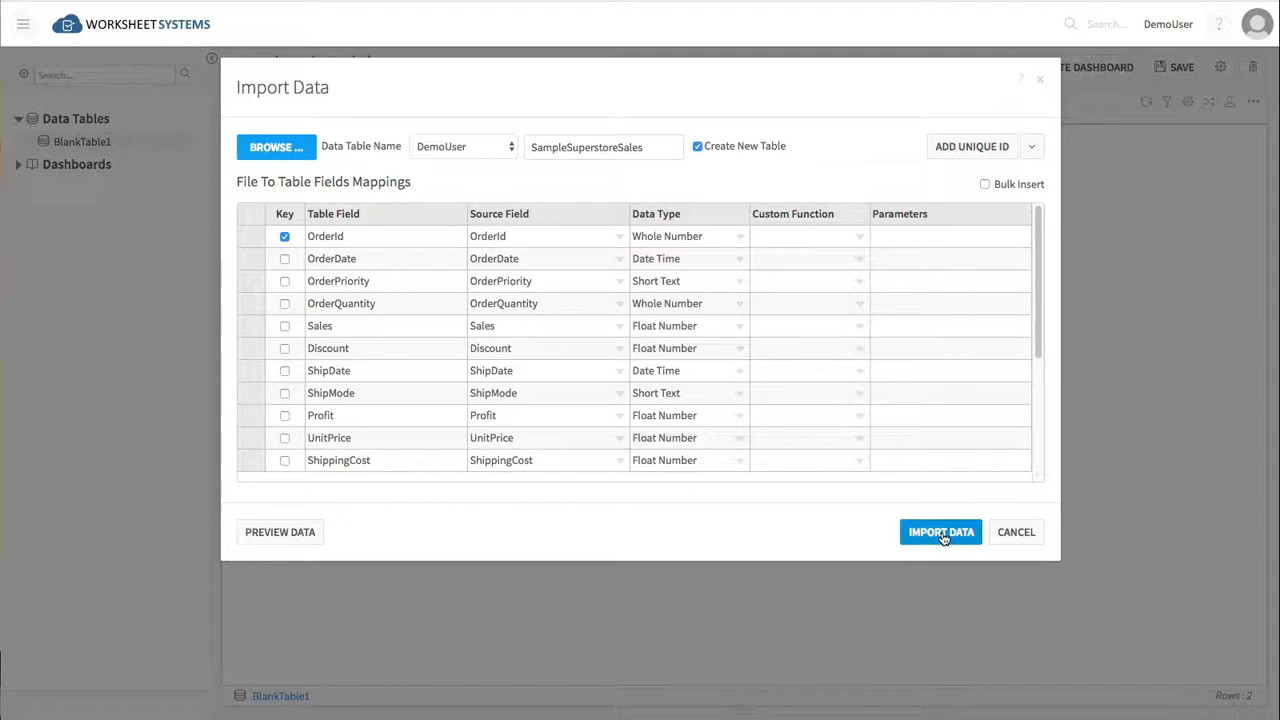 WORKSHEETSYSTEMS
Search...
DemoUser
?
Search...
TE DASHBOARD
SAVE
Data Tables
BlankTable1
Dashboards
Import Data
? ×
BROWSE ... Data Table Name DemoUser SampleSuperstoreSales Create New Table ADD UNIQUE ID
File To Table Fields Mappings
Bulk Insert
Key Table Field Source Field Data Type Custom Function Parameters
OrderId OrderId Whole Number
OrderDate OrderDate Date Time
OrderPriority OrderPriority Short Text
OrderQuantity OrderQuantity Whole Number
Sales Sales Float Number
Discount Discount Float Number
ShipDate ShipDate Date Time
ShipMode ShipMode Short Text
Profit Profit Float Number
UnitPrice UnitPrice Float Number
ShippingCost ShippingCost Float Number
PREVIEW DATA IMPORT DATA CANCEL
BlankTable1 Rows : 2